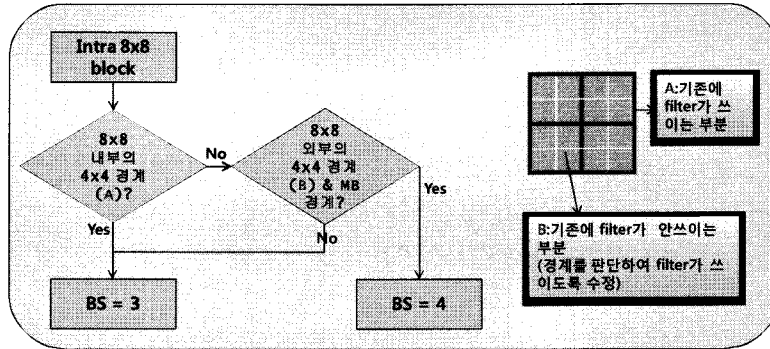 Intra 8x8
block
8x8
내부의
4x4 경계
(A)?
No
8x8
외부의
4x4 경계
(B) & MB
경계?
Yes
Yes
No
BS = 3
BS = 4
A:기존에
filter가 쓰
이는 부분
B:기존에 filter가 안쓰이는
부분
(경계를 판단하여 filter가 쓰
이도록 수정)